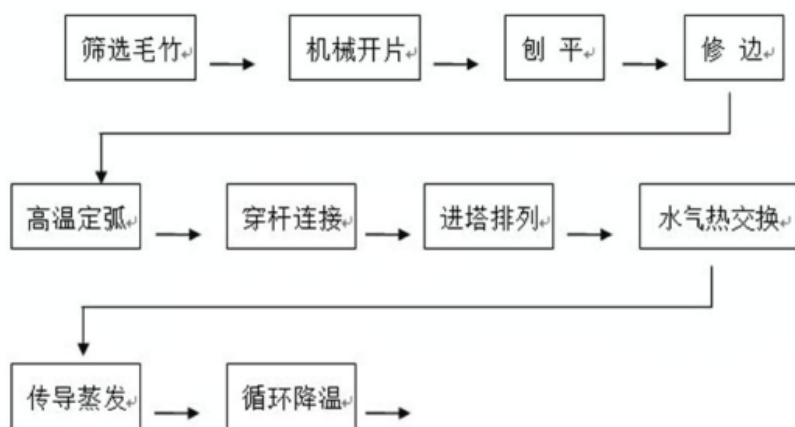 筛选毛竹 机械开片 刨 平 修 边
高温定弧 穿杆连接 进塔排列 水气热交换
传导蒸发 循环降温